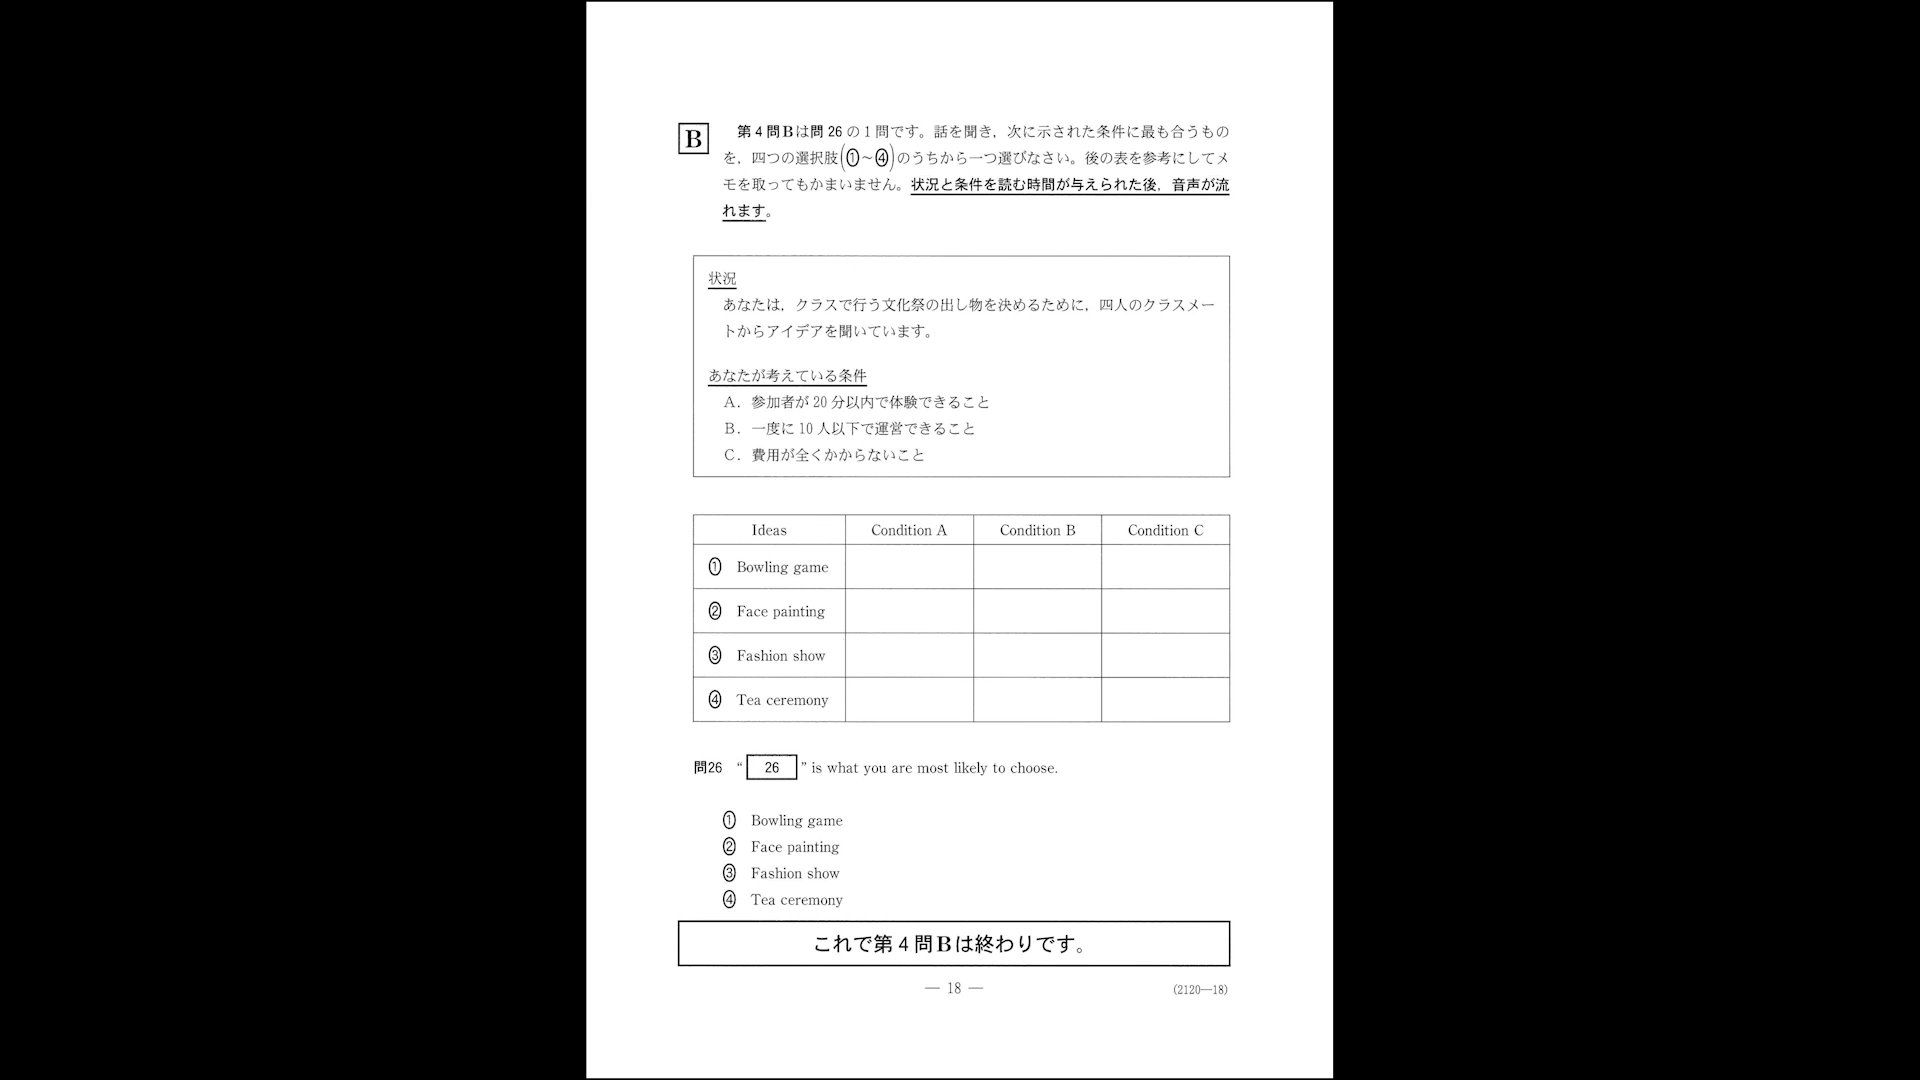 B
第4問Bは問26の1問です。話を聞き，次に示された条件に最も合うもの
を，四つの選択肢(①～④)のうちから一つ選びなさい。後の表を参考にしてメ
モを取ってもかまいません。状況と条件を読む時間が与えられた後，音声が流
れます。
状況
あなたは，クラスで行う文化祭の出し物を決めるために，四人のクラスメー
トからアイデアを聞いています。
あなたが考えている条件
A．参加者が20分以内で体験できること
B．一度に10人以下で運営できること
C．費用が全くかからないこと
Ideas Condition A Condition B Condition C
① Bowling game
② Face painting
③ Fashion show
④ Tea ceremony
問26 “ 26 ” is what you are most likely to choose.
① Bowling game
② Face painting
③ Fashion show
④ Tea ceremony
これで第4問Bは終わりです。
— 18 —
(2120—18)